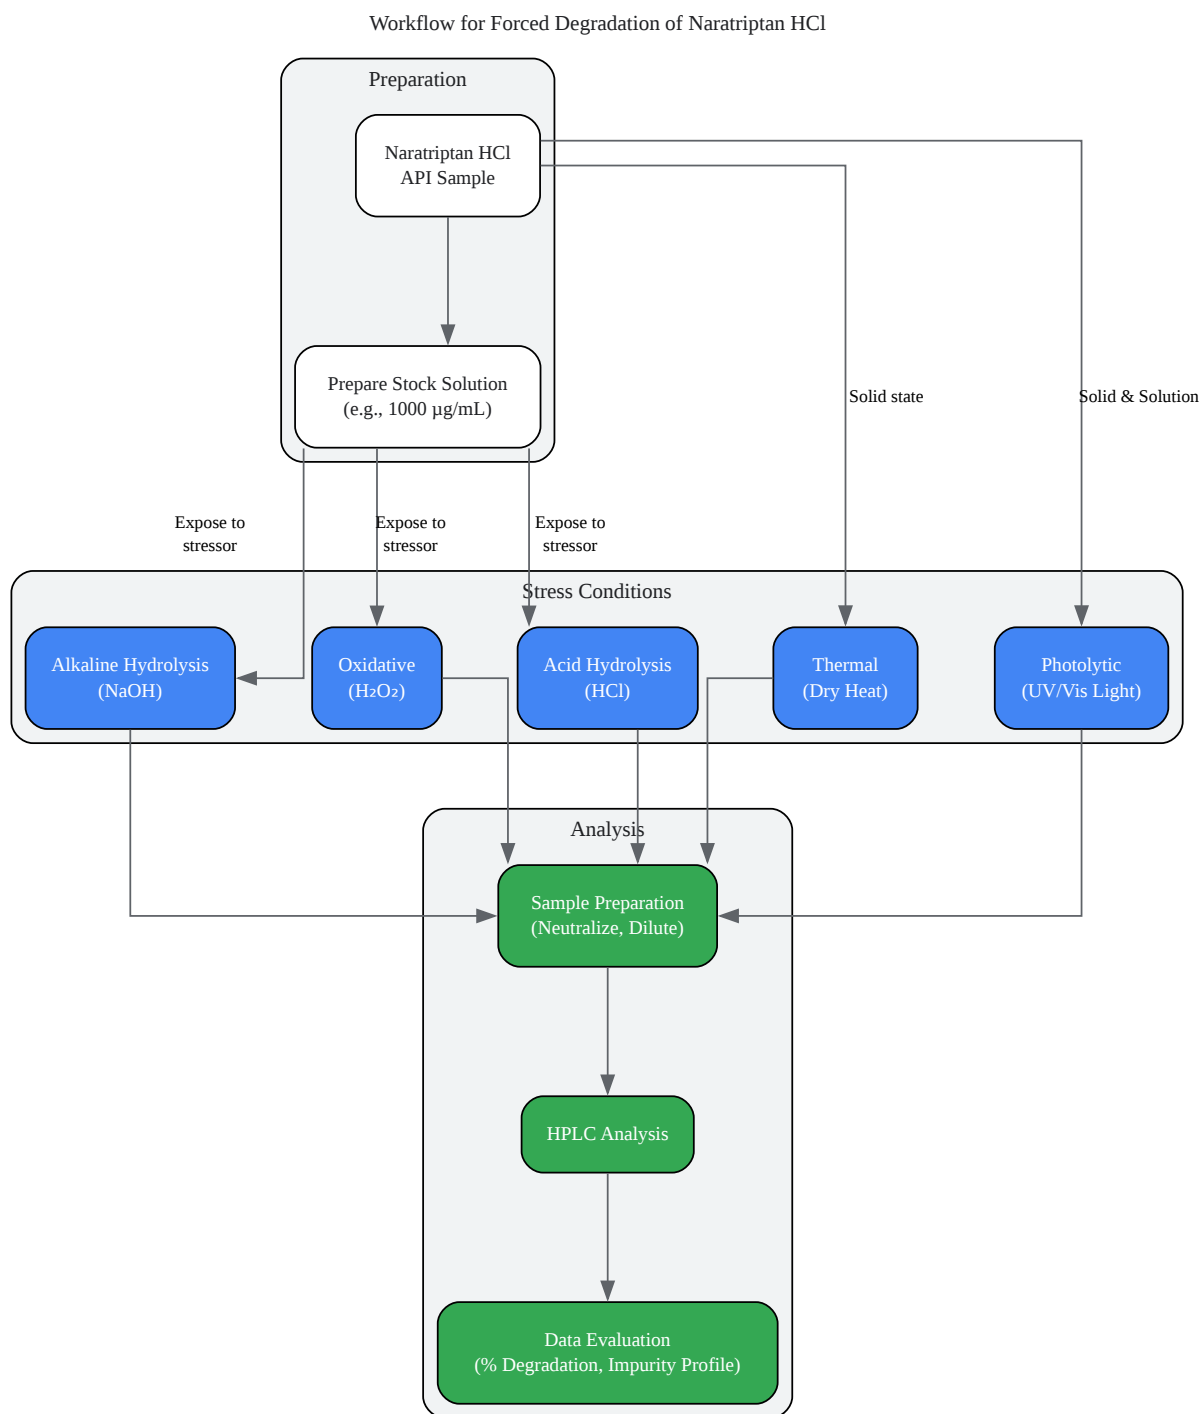 Workflow for Forced Degradation of Naratriptan HCl
Preparation
Naratriptan HCl
API Sample
Prepare Stock Solution
(e.g., 1000 µg/mL)
Solid state
Solid & Solution
Expose to
stressor
Expose to
stressor
Expose to
stressor
Stress Conditions
Alkaline Hydrolysis
(NaOH)
Oxidative
(H₂O₂)
Acid Hydrolysis
(HCl)
Thermal
(Dry Heat)
Photolytic
(UV/Vis Light)
Analysis
Sample Preparation
(Neutralize, Dilute)
HPLC Analysis
Data Evaluation
(% Degradation, Impurity Profile)